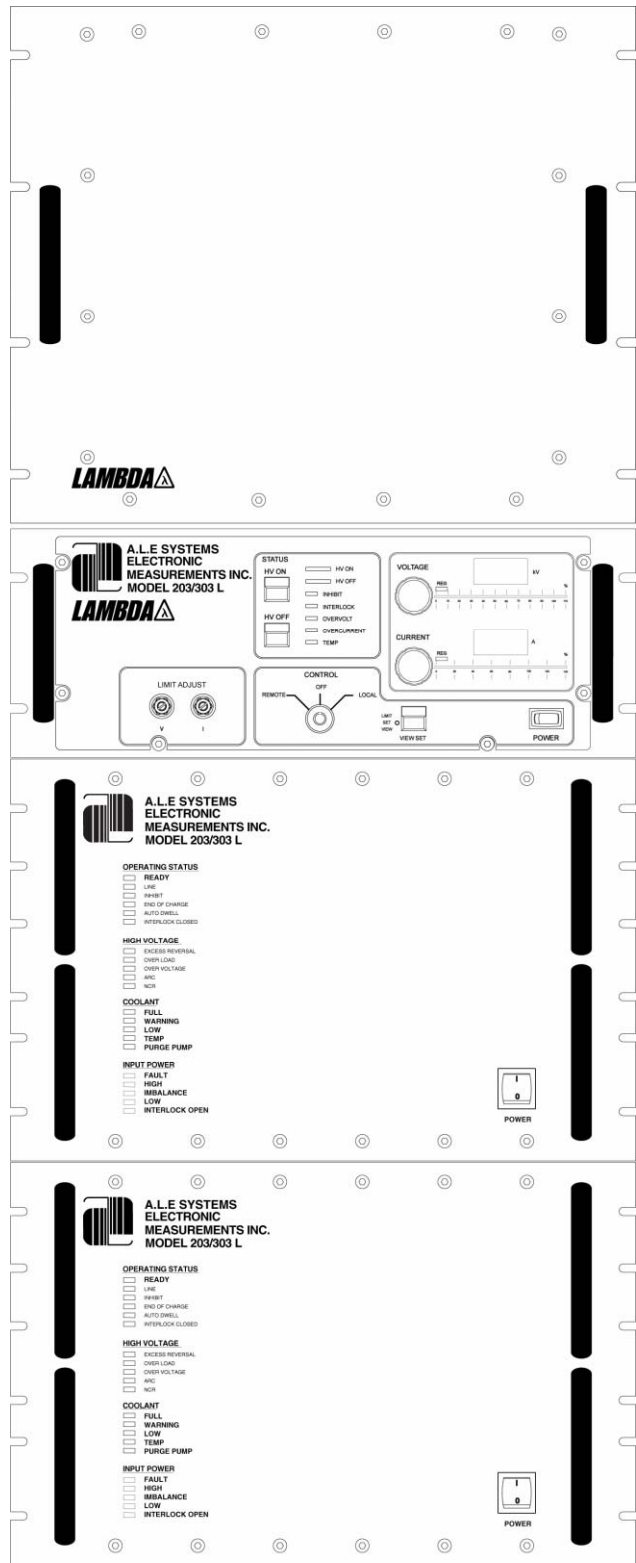 LAMBDA
A.L.E SYSTEMS
ELECTRONIC
MEASUREMENTS INC.
MODEL 203/303 L
LAMBDA
STATUS
HV ON
HV OFF
HV ON
HV OFF
INHIBIT
INTERLOCK
OVERVOLT
OVERCURRENT
TEMP
VOLTAGE
REG
kV
%
CURRENT
REG
A
%
LIMIT ADJUST
V
I
CONTROL
REMOTE
OFF
LOCAL
LIMIT
SET
VIEW
VIEW SET
POWER
A.L.E SYSTEMS
ELECTRONIC
MEASUREMENTS INC.
MODEL 203/303 L
OPERATING STATUS
READY
LINE
INHIBIT
END OF CHARGE
AUTO DWELL
INTERLOCK CLOSED
HIGH VOLTAGE
EXCESS REVERSAL
OVER LOAD
OVER VOLTAGE
ARC
NCR
COOLANT
FULL
WARNING
LOW
TEMP
PURGE PUMP
INPUT POWER
FAULT
HIGH
IMBALANCE
LOW
INTERLOCK OPEN
I
0
POWER
A.L.E SYSTEMS
ELECTRONIC
MEASUREMENTS INC.
MODEL 203/303 L
OPERATING STATUS
READY
LINE
INHIBIT
END OF CHARGE
AUTO DWELL
INTERLOCK CLOSED
HIGH VOLTAGE
EXCESS REVERSAL
OVER LOAD
OVER VOLTAGE
ARC
NCR
COOLANT
FULL
WARNING
LOW
TEMP
PURGE PUMP
INPUT POWER
FAULT
HIGH
IMBALANCE
LOW
INTERLOCK OPEN
I
0
POWER